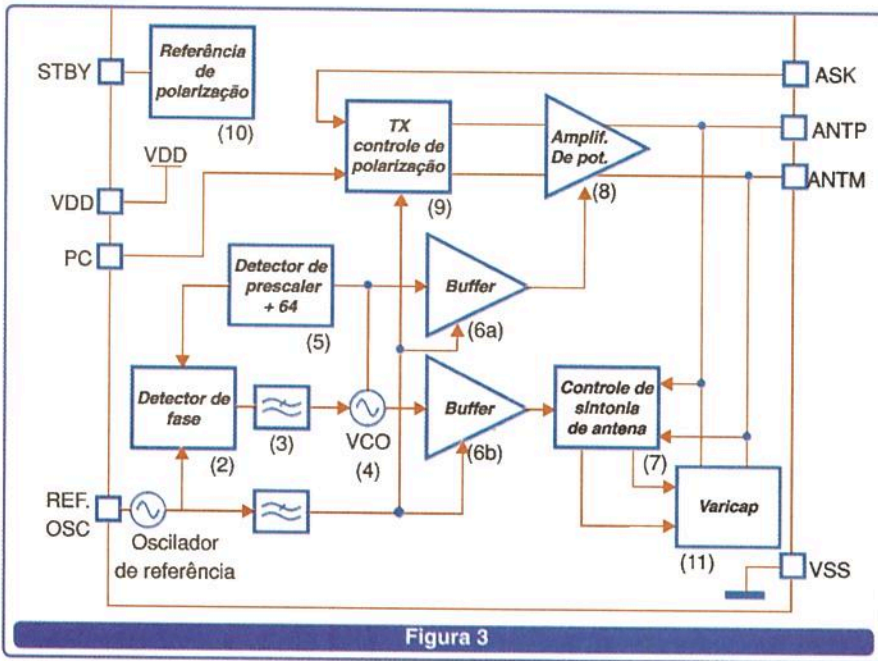 STBY
Referência
de
polarização
(10)
VDD
VDD
PC
TX
controle de
polarização
(9)
Amplif.
De pot.
(8)
ASK
ANTP
ANTM
Detector de
prescaler
+ 64
(5)
Buffer
(6a)
Detector de
fase
(2)
(3)
VCO
(4)
Buffer
(6b)
Controle de
sintonia
de antena
(7)
Varicap
(11)
REF.
OSC
Oscilador
de referência
VSS
Figura 3